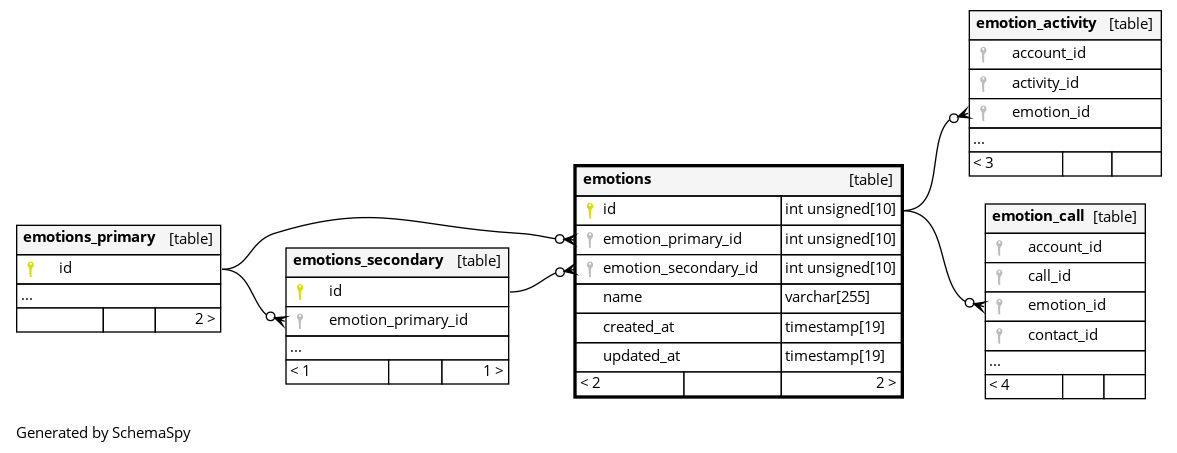 emotion_activity [table]
account_id
activity_id
emotion_id
...
< 3
emotions [table]
id int unsigned[10]
emotion_primary_id int unsigned[10]
emotion_secondary_id int unsigned[10]
name varchar[255]
created_at timestamp[19]
updated_at timestamp[19]
< 2 2 >
emotion_call [table]
account_id
call_id
emotion_id
contact_id
...
< 4
emotions_primary [table]
id
...
2 >
emotions_secondary [table]
id
emotion_primary_id
...
< 1 1 >
Generated by SchemaSpy